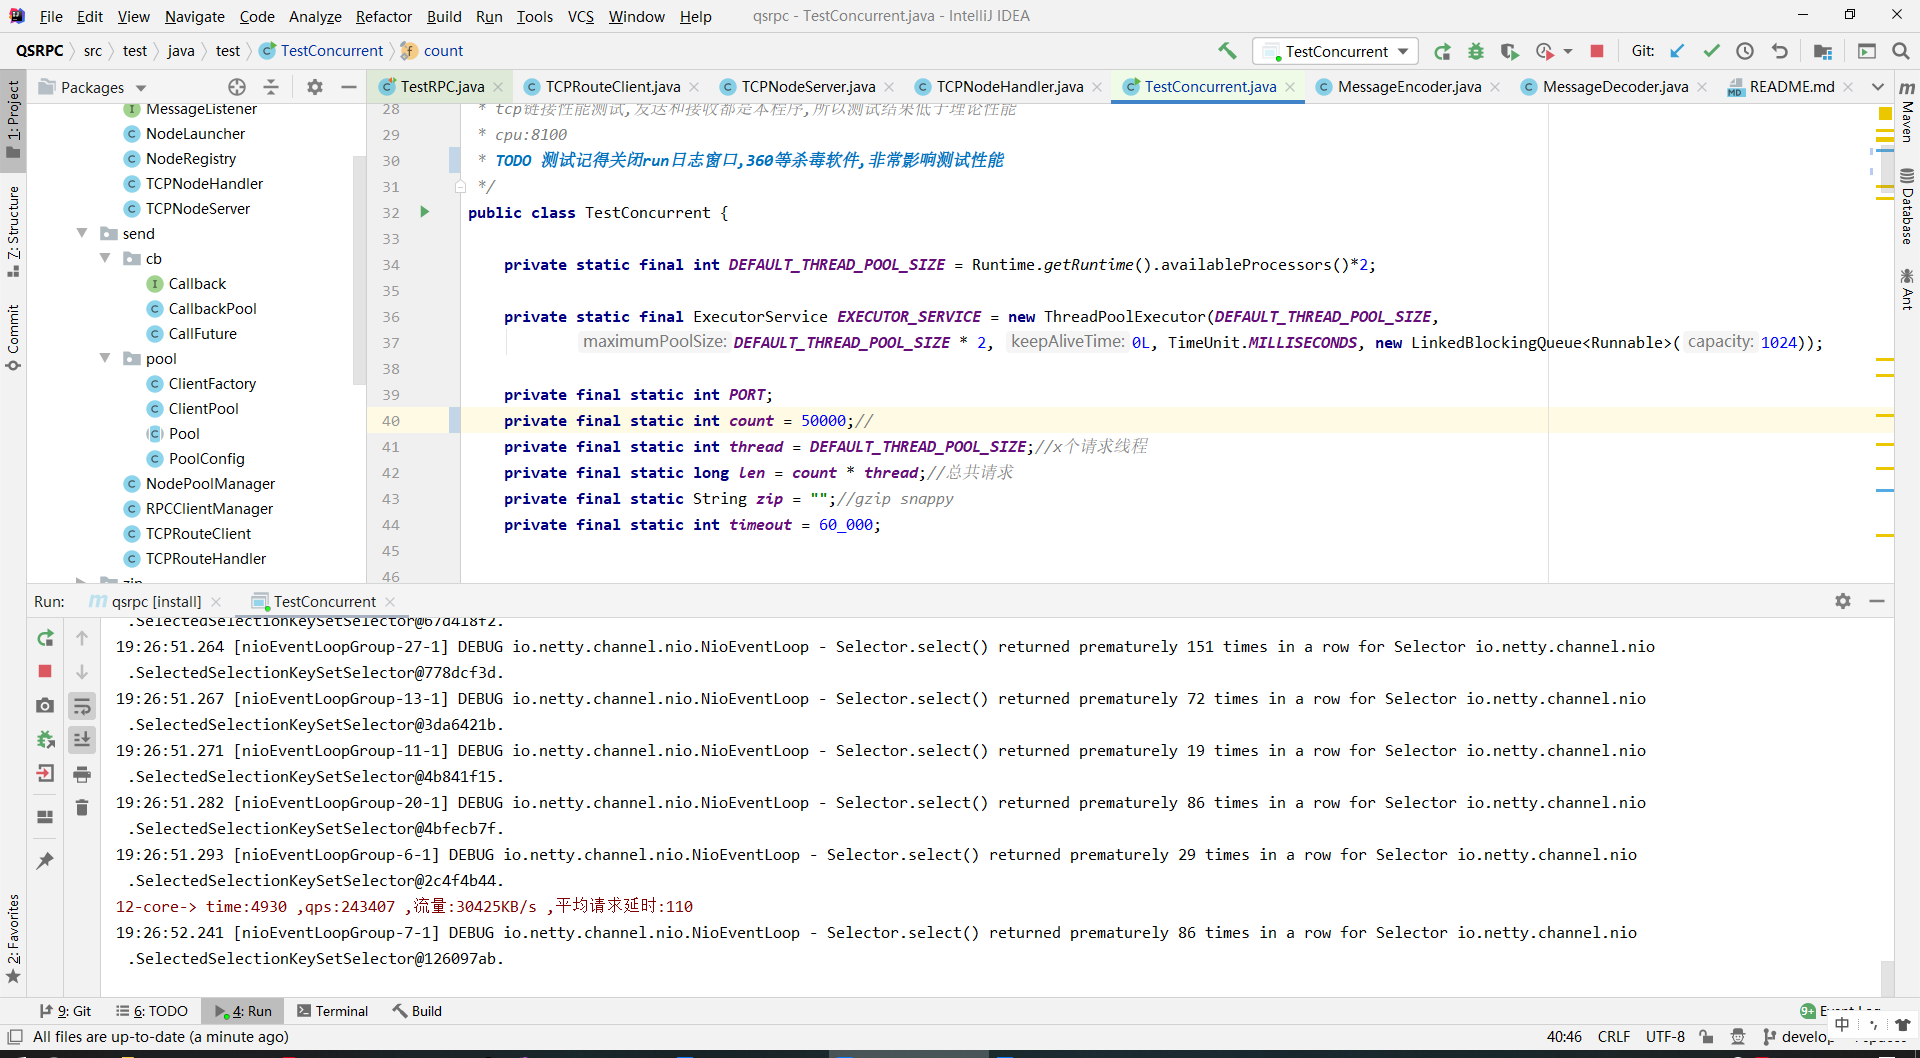 File Edit View Navigate Code Analyze Refactor Build Run Tools VCS Window Help qsrpc - TestConcurrent.java - IntelliJ IDEA
QSRPC src test java test TestConcurrent count TestConcurrent Git:
1: Project
7: Structure
Commit
2: Favorites
Packages
MessageListener
NodeLauncher
NodeRegistry
TCPNodeHandler
TCPNodeServer
send
cb
Callback
CallbackPool
CallFuture
pool
ClientFactory
ClientPool
Pool
PoolConfig
NodePoolManager
RPCClientManager
TCPRouteClient
TCPRouteHandler
zip
TestRPC.java TCPRouteClient.java TCPNodeServer.java TCPNodeHandler.java TestConcurrent.java MessageEncoder.java MessageDecoder.java README.md
28 * tcp链接性能测试,发送和接收都是本程序,所以测试结果低于理论性能
29 * cpu:8100
30 * TODO 测试记得关闭run日志窗口,360等杀毒软件,非常影响测试性能
31 */
32 public class TestConcurrent {
33
34 private static final int DEFAULT_THREAD_POOL_SIZE = Runtime.getRuntime().availableProcessors()*2;
35
36 private static final ExecutorService EXECUTOR_SERVICE = new ThreadPoolExecutor(DEFAULT_THREAD_POOL_SIZE,
37 maximumPoolSize: DEFAULT_THREAD_POOL_SIZE * 2, keepAliveTime: 0L, TimeUnit.MILLISECONDS, new LinkedBlockingQueue<Runnable>( capacity: 1024));
38
39 private final static int PORT;
40 private final static int count = 50000;//
41 private final static int thread = DEFAULT_THREAD_POOL_SIZE;//x个请求线程
42 private final static long len = count * thread;//总共请求
43 private final static String zip = "";//gzip snappy
44 private final static int timeout = 60_000;
45
46
Maven
Database
Ant
Run: qsrpc [install] TestConcurrent
.SelectedSelectionKeySetSelector@67d418f2.
19:26:51.264 [nioEventLoopGroup-27-1] DEBUG io.netty.channel.nio.NioEventLoop - Selector.select() returned prematurely 151 times in a row for Selector io.netty.channel.nio
.SelectedSelectionKeySetSelector@778dcf3d.
19:26:51.267 [nioEventLoopGroup-13-1] DEBUG io.netty.channel.nio.NioEventLoop - Selector.select() returned prematurely 72 times in a row for Selector io.netty.channel.nio
.SelectedSelectionKeySetSelector@3da6421b.
19:26:51.271 [nioEventLoopGroup-11-1] DEBUG io.netty.channel.nio.NioEventLoop - Selector.select() returned prematurely 19 times in a row for Selector io.netty.channel.nio
.SelectedSelectionKeySetSelector@4b841f15.
19:26:51.282 [nioEventLoopGroup-20-1] DEBUG io.netty.channel.nio.NioEventLoop - Selector.select() returned prematurely 86 times in a row for Selector io.netty.channel.nio
.SelectedSelectionKeySetSelector@4bfecb7f.
19:26:51.293 [nioEventLoopGroup-6-1] DEBUG io.netty.channel.nio.NioEventLoop - Selector.select() returned prematurely 29 times in a row for Selector io.netty.channel.nio
.SelectedSelectionKeySetSelector@2c4f4b44.
12-core-> time:4930 ,qps:243407 ,流量:30425KB/s ,平均请求延时:110
19:26:52.241 [nioEventLoopGroup-7-1] DEBUG io.netty.channel.nio.NioEventLoop - Selector.select() returned prematurely 86 times in a row for Selector io.netty.channel.nio
.SelectedSelectionKeySetSelector@126097ab.
9: Git 6: TODO 4: Run Terminal Build 9+
All files are up-to-date (a minute ago) 40:46 CRLF UTF-8 develop
中